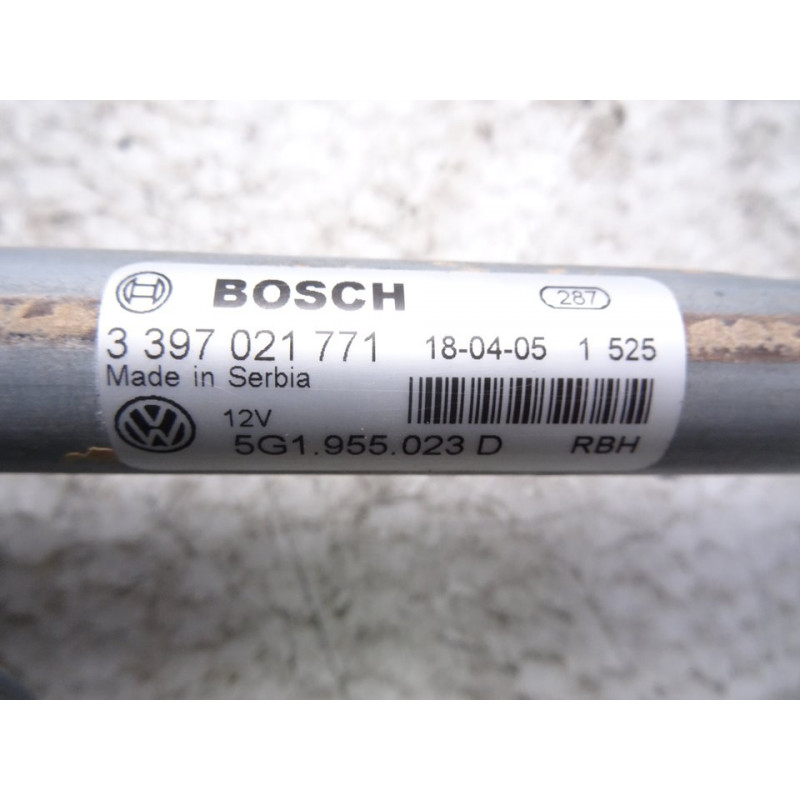 BOSCH 287
3 397 021 771 18-04-05 1 525
Made in Serbia
12V
5G1.955.023 D RBH